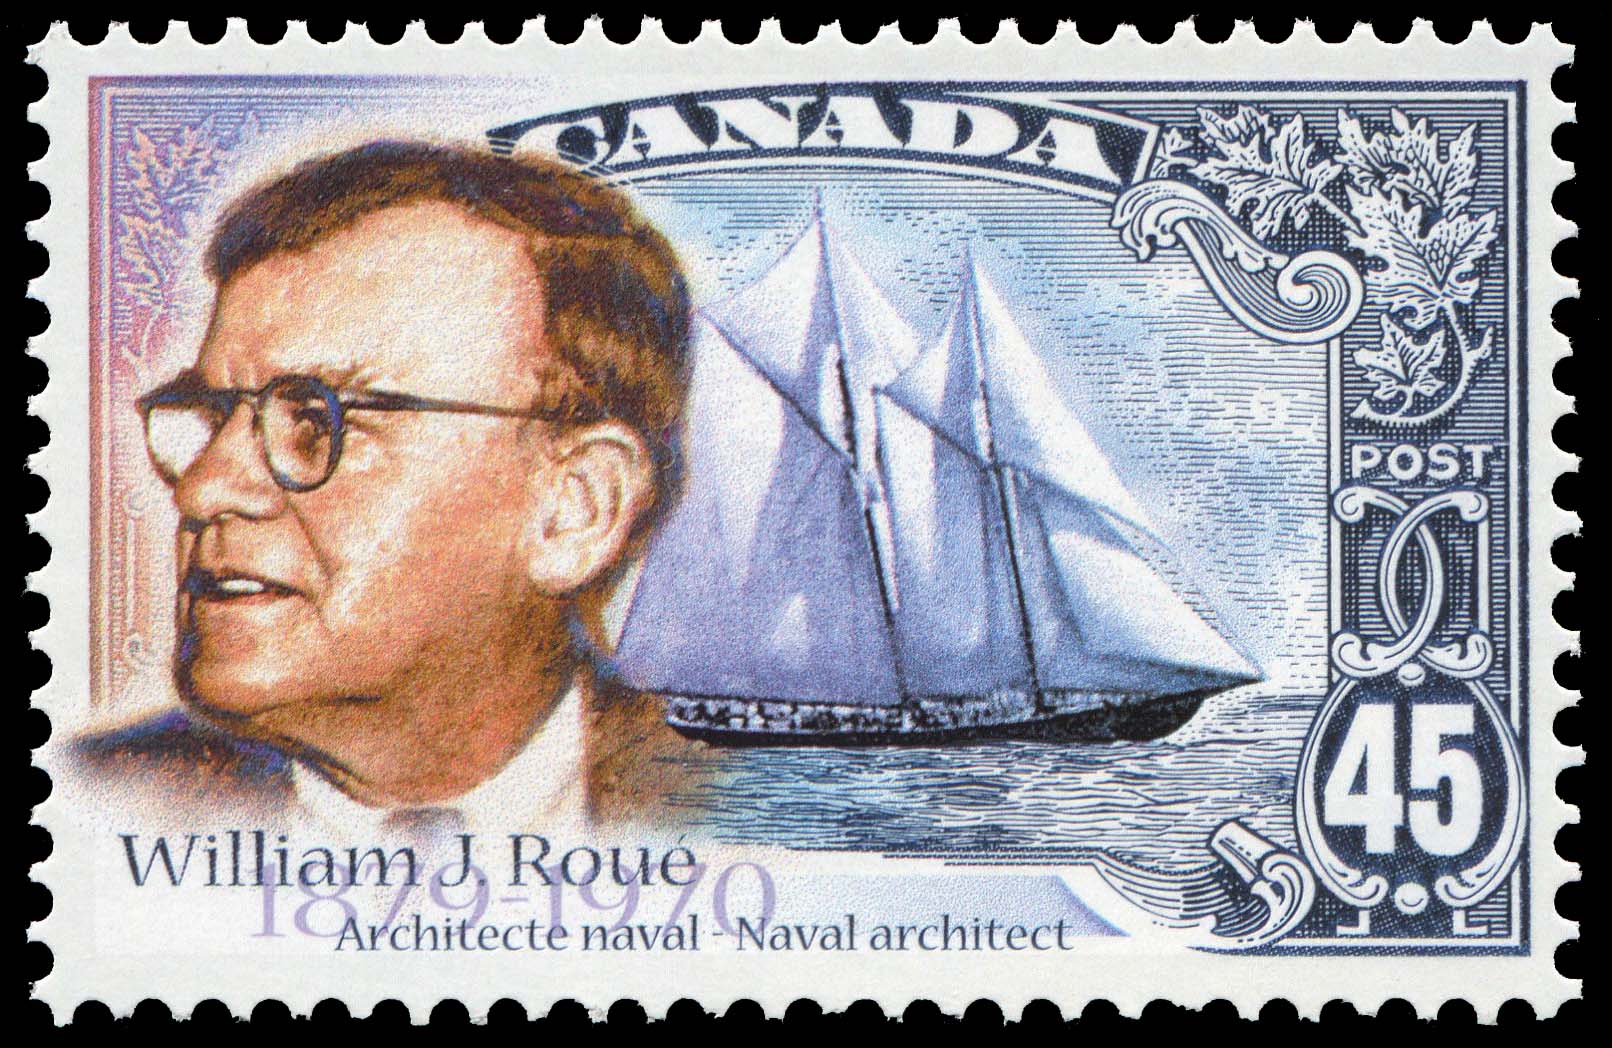 CANADA
POST
45
William J. Roué
1879-1970
Architecte naval - Naval architect